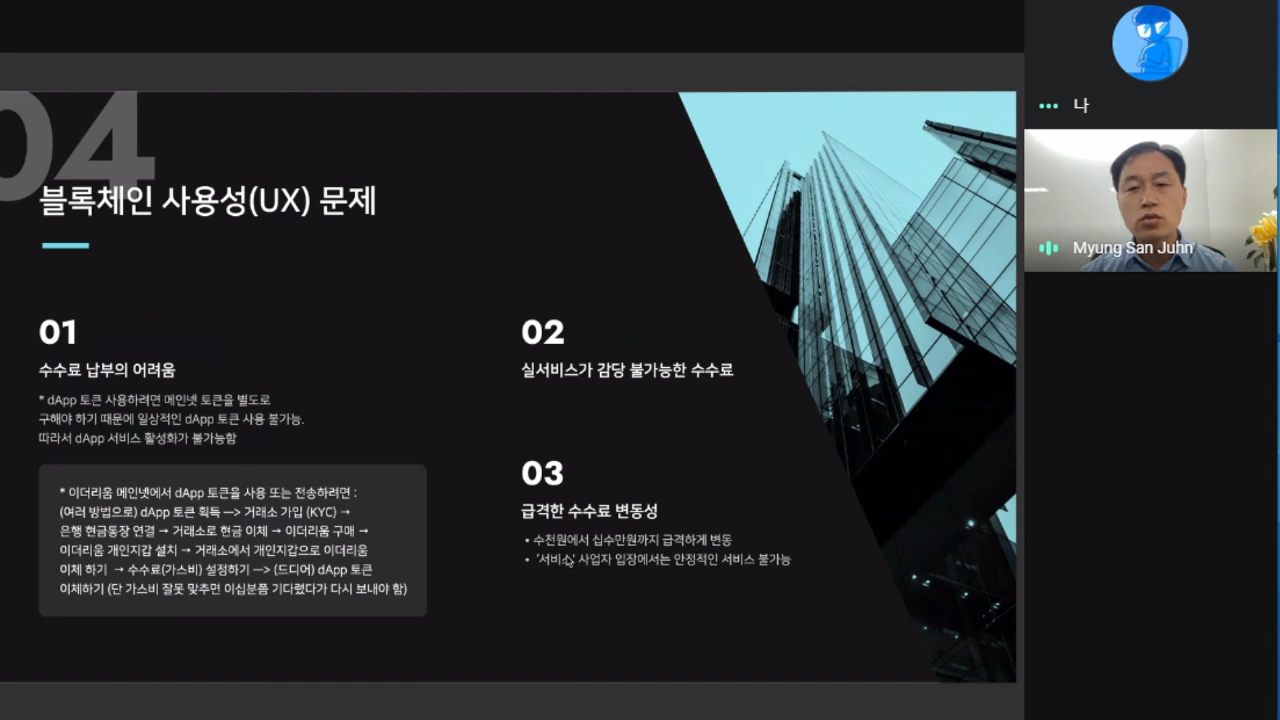 04
블록체인 사용성(UX) 문제
01
수수료 납부의 어려움
* dApp 토큰 사용하려면 메인넷 토큰을 별도로
구해야 하기 때문에 일상적인 dApp 토큰 사용 불가능.
따라서 dApp 서비스 활성화가 불가능함
* 이더리움 메인넷에서 dApp 토큰을 사용 또는 전송하려면 :
(여러 방법으로) dApp 토큰 획득 —> 거래소 가입 (KYC) →
은행 현금통장 연결 → 거래소로 현금 이체 → 이더리움 구매 →
이더리움 개인지갑 설치 → 거래소에서 개인지갑으로 이더리움
이체 하기 → 수수료(가스비) 설정하기 —> (드디어) dApp 토큰
이체하기 (단 가스비 잘못 맞추면 이십분쯤 기다렸다가 다시 보내야 함)
02
실서비스가 감당 불가능한 수수료
03
급격한 수수료 변동성
• 수천원에서 십수만원까지 급격하게 변동
• '서비스' 사업자 입장에서는 안정적인 서비스 불가능
나
Myung San Juhn